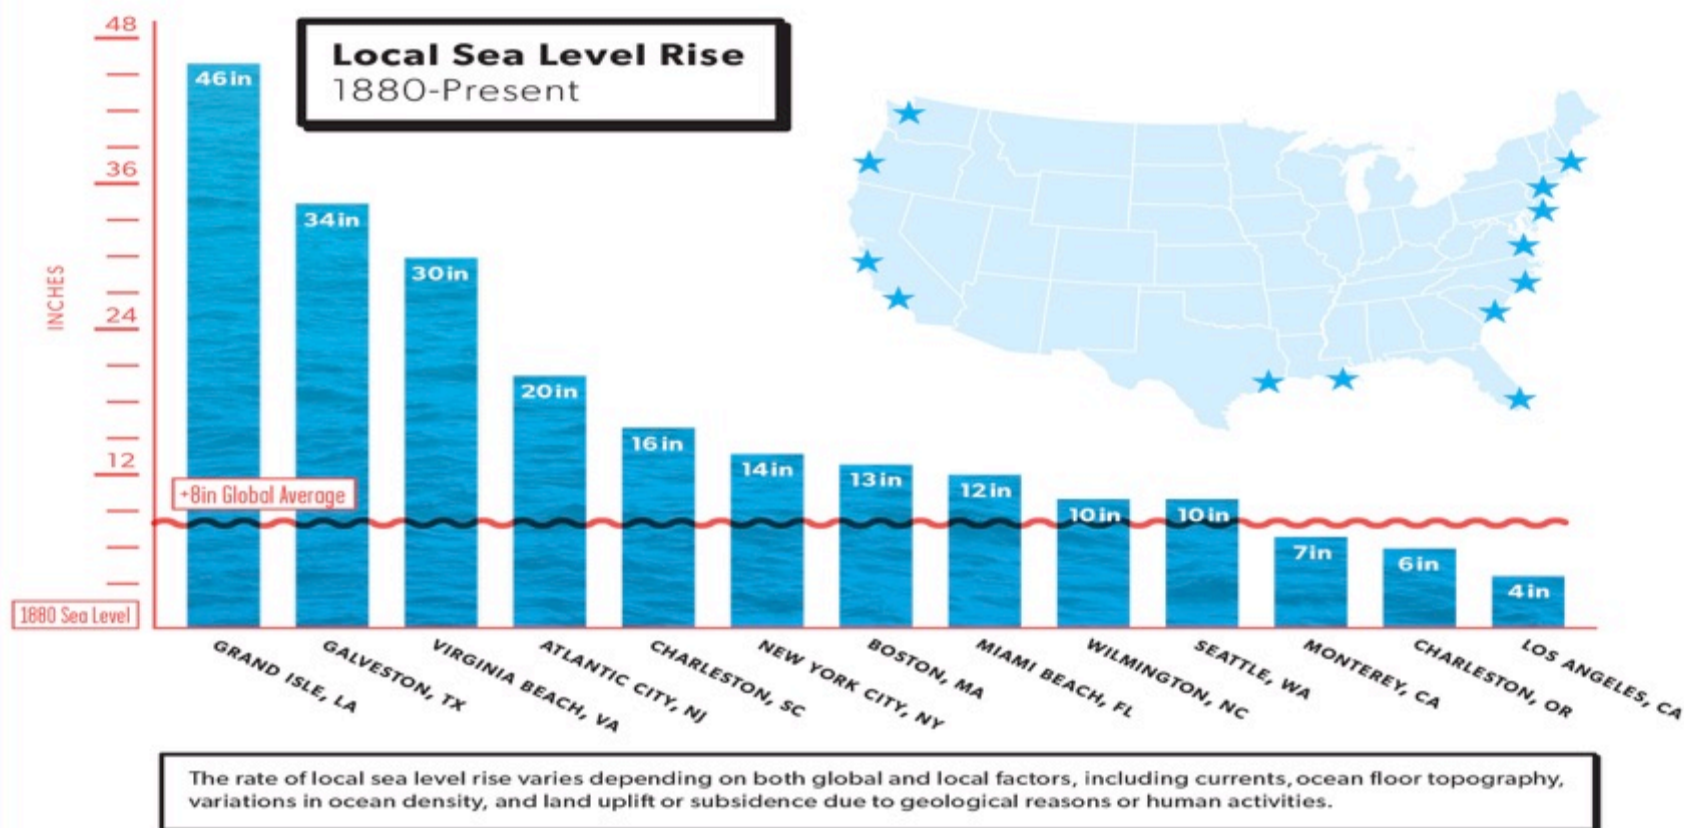 48
Local Sea Level Rise
1880-Present
46in
36
34in
30in
INCHES
24
20in
16in
14in
13in
12
12in
+8in Global Average
10in
10in
7in
6in
4in
1880 Sea Level
GRAND ISLE, LA
GALVESTON, TX
VIRGINIA BEACH, VA
ATLANTIC CITY, NJ
CHARLESTON, SC
NEW YORK CITY, NY
BOSTON, MA
MIAMI BEACH, FL
WILMINGTON, NC
SEATTLE, WA
MONTEREY, CA
CHARLESTON, OR
LOS ANGELES, CA
The rate of local sea level rise varies depending on both global and local factors, including currents, ocean floor topography,
variations in ocean density, and land uplift or subsidence due to geological reasons or human activities.